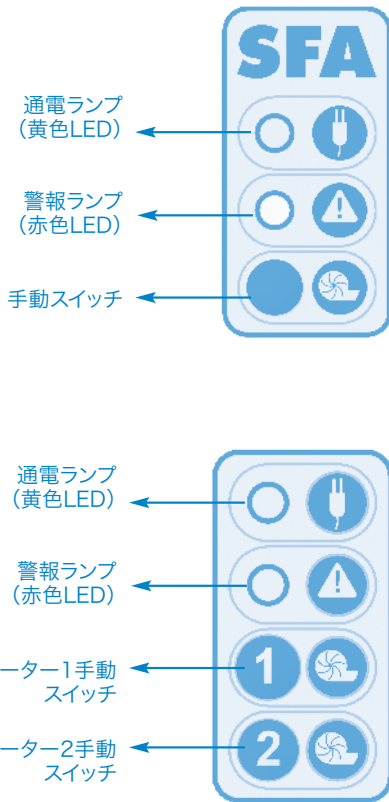 SFA
通電ランプ
（黄色LED）
警報ランプ
（赤色LED）
手動スイッチ
通電ランプ
（黄色LED）
警報ランプ
（赤色LED）
ーター1手動
スイッチ
1
ーター2手動
スイッチ
2